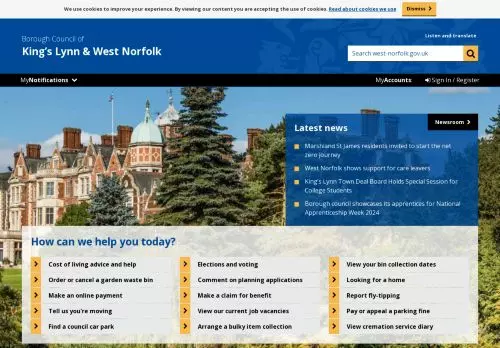 We use cookies to improve your experience. By viewing our content you are accepting the use of cookies. Read about cookies we use Dismiss
Borough Council of
King's Lynn & West Norfolk
Listen and translate
Search west-norfolk.gov.uk
MyNotifications
MyAccounts
Sign In / Register
Newsroom
Latest news
Marshland St James residents invited to start the net
zero journey
West Norfolk shows support for care leavers
King's Lynn Town Deal Board Holds Special Session for
College Students
Borough council showcases its apprentices for National
Apprenticeship Week 2024
How can we help you today?
Cost of living advice and help
Elections and voting
View your bin collection dates
Order or cancel a garden waste bin
Comment on planning applications
Looking for a home
Make an online payment
Make a claim for benefit
Report fly-tipping
Tell us you're moving
View our current job vacancies
Pay or appeal a parking fine
Find a council car park
Arrange a bulky item collection
View cremation service diary